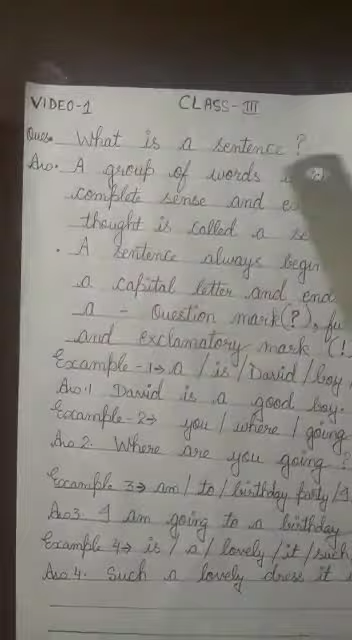 VIDEO-1 CLASS-III
Ques. What is a sentence?
Ans. A group of words
complete sense and
thought is called a
. A sentence always begin
a capital letter and end
a - Question mark(?),
and exclamatory mark (!
Example-1→ a / is / David / boy /
Ans.1 David is a good boy.
Example-2→ you / where / going
Ans 2. Where are you going ?
Example 3→ am / to / birthday party / I
Ans3. I am going to a birthday
Example 4→ is / a / lovely / it / such
Ans 4. Such a lovely dress it